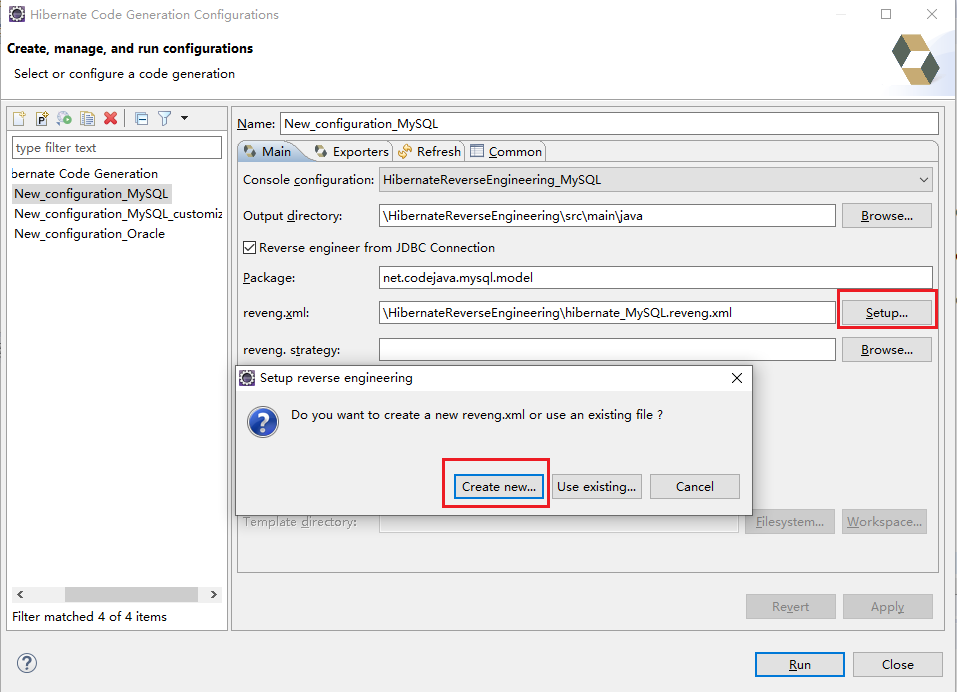 Hibernate Code Generation Configurations
Create, manage, and run configurations
Select or configure a code generation
Name: New_configuration_MySQL
type filter text
Main Exporters Refresh Common
bernate Code Generation
Console configuration: HibernateReverseEngineering_MySQL
New_configuration_MySQL
New_configuration_MySQL_customiz
Output directory: \HibernateReverseEngineering\src\main\java Browse...
New_configuration_Oracle
Reverse engineer from JDBC Connection
Package: net.codejava.mysql.model
reveng.xml: \HibernateReverseEngineering\hibernate_MySQL.reveng.xml Setup...
reveng. strategy: Browse...
Setup reverse engineering
Do you want to create a new reveng.xml or use an existing file ?
Create new... Use existing... Cancel
Template directory: Filesystem... Workspace...
Filter matched 4 of 4 items
Revert Apply
Run Close